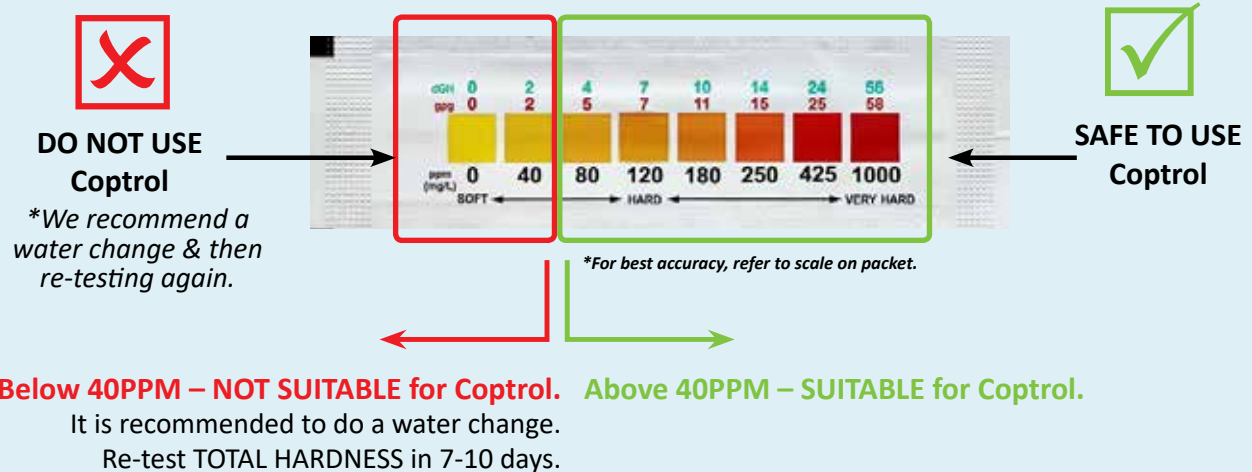 DO NOT USE
Coptrol
*We recommend a
water change & then
re-testing again.
dGH 0 2 4 7 10 14 24 56
gpg 0 2 5 7 11 15 25 58
ppm (mg/L) 0 40 80 120 180 250 425 1000
SOFT HARD VERY HARD
SAFE TO USE
Coptrol
*For best accuracy, refer to scale on packet.
Below 40PPM – NOT SUITABLE for Coptrol.
It is recommended to do a water change.
Re-test TOTAL HARDNESS in 7-10 days.
Above 40PPM – SUITABLE for Coptrol.